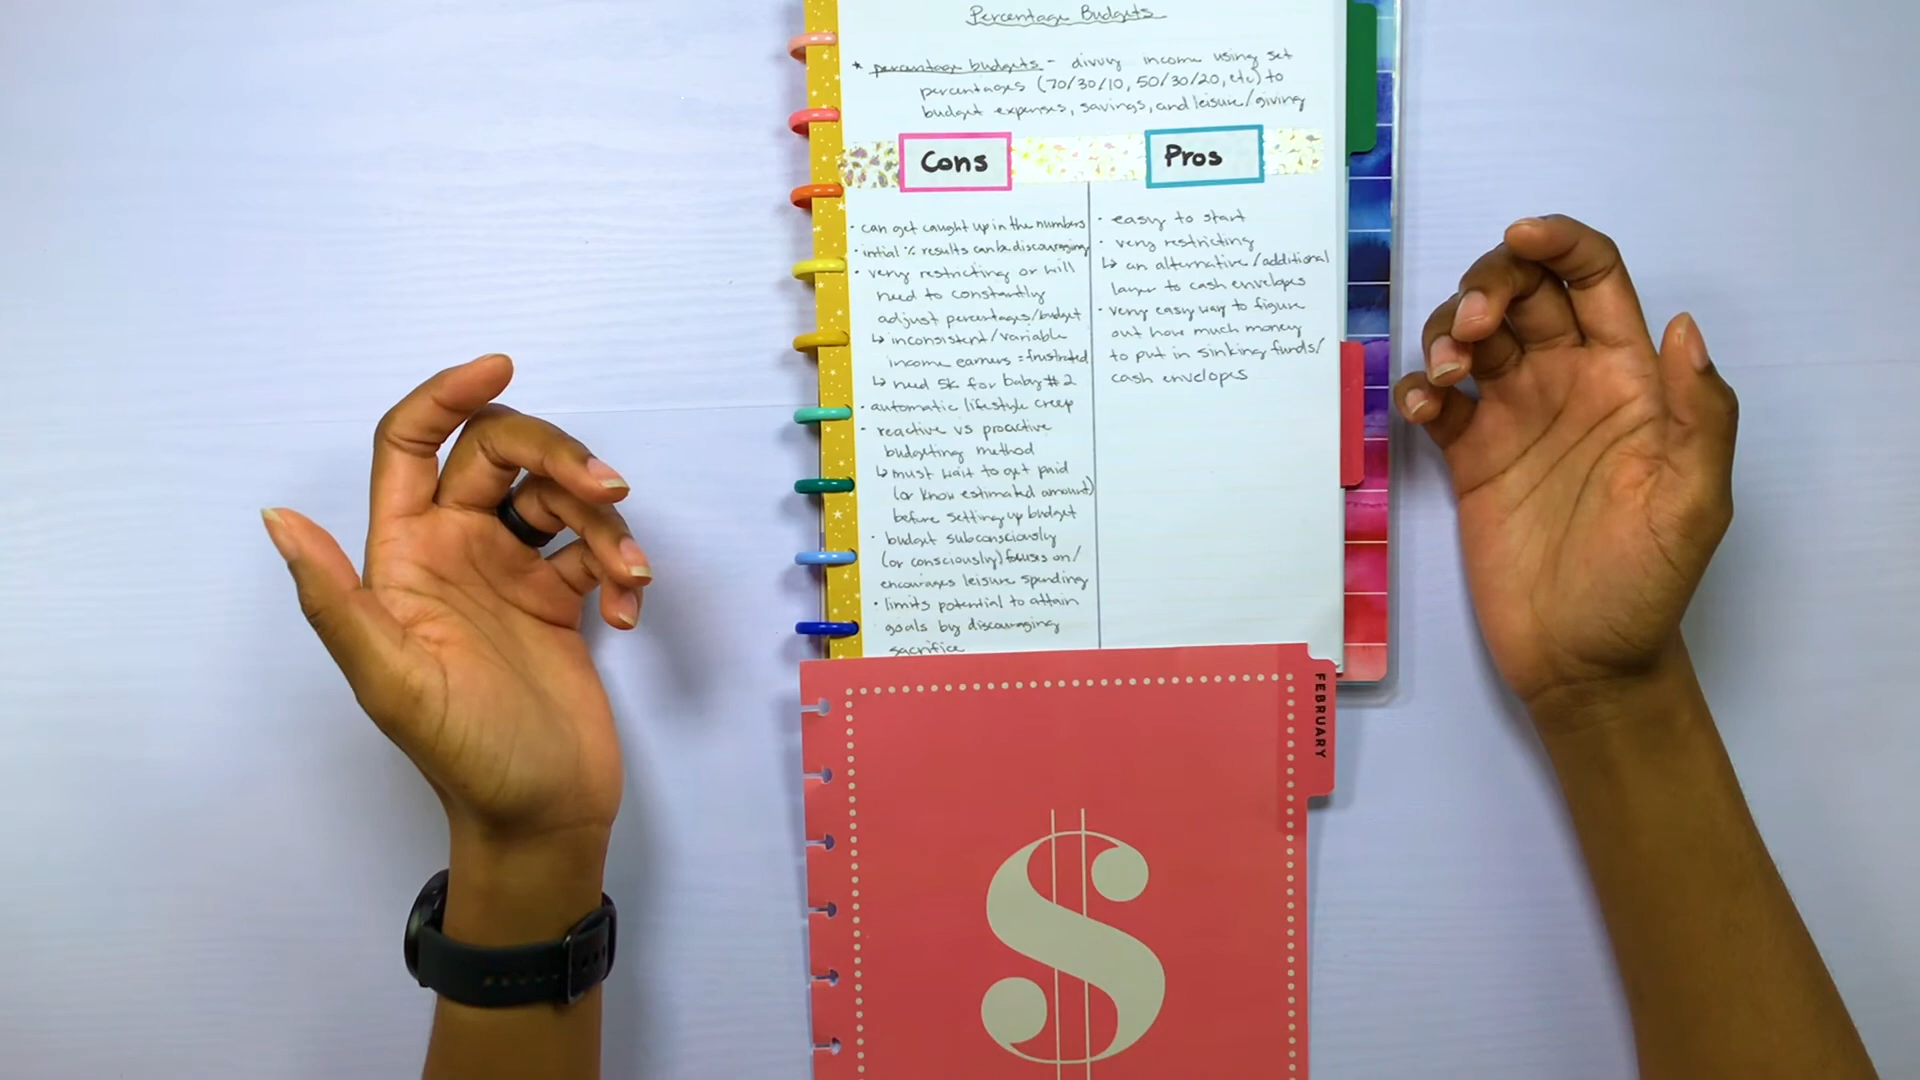 Percentage Budgets
* percentage budgets - divvy income using set
percentages (70/30/10, 50/30/20, etc) to
budget expenses, savings, and leisure/giving
Cons
· can get caught up in the numbers
· intial % results can be discouraging
· very restricting or will
need to constantly
adjust percentages/budget
↳ inconsistent/variable
income earners = frustrated
↳ need 5k for baby #2
· automatic lifestyle creep
· reactive vs proactive
budgeting method
↳ must wait to get paid
(or know estimated amount)
before setting up budget
· budget subconsciously
(or consciously) focuses on/
encourages leisure spending
· limits potential to attain
goals by discouraging
sacrifice
Pros
· easy to start
· very restricting
↳ an alternative/additional
layer to cash envelopes
· very easy way to figure
out how much money
to put in sinking funds/
cash envelopes
FEBRUARY
$